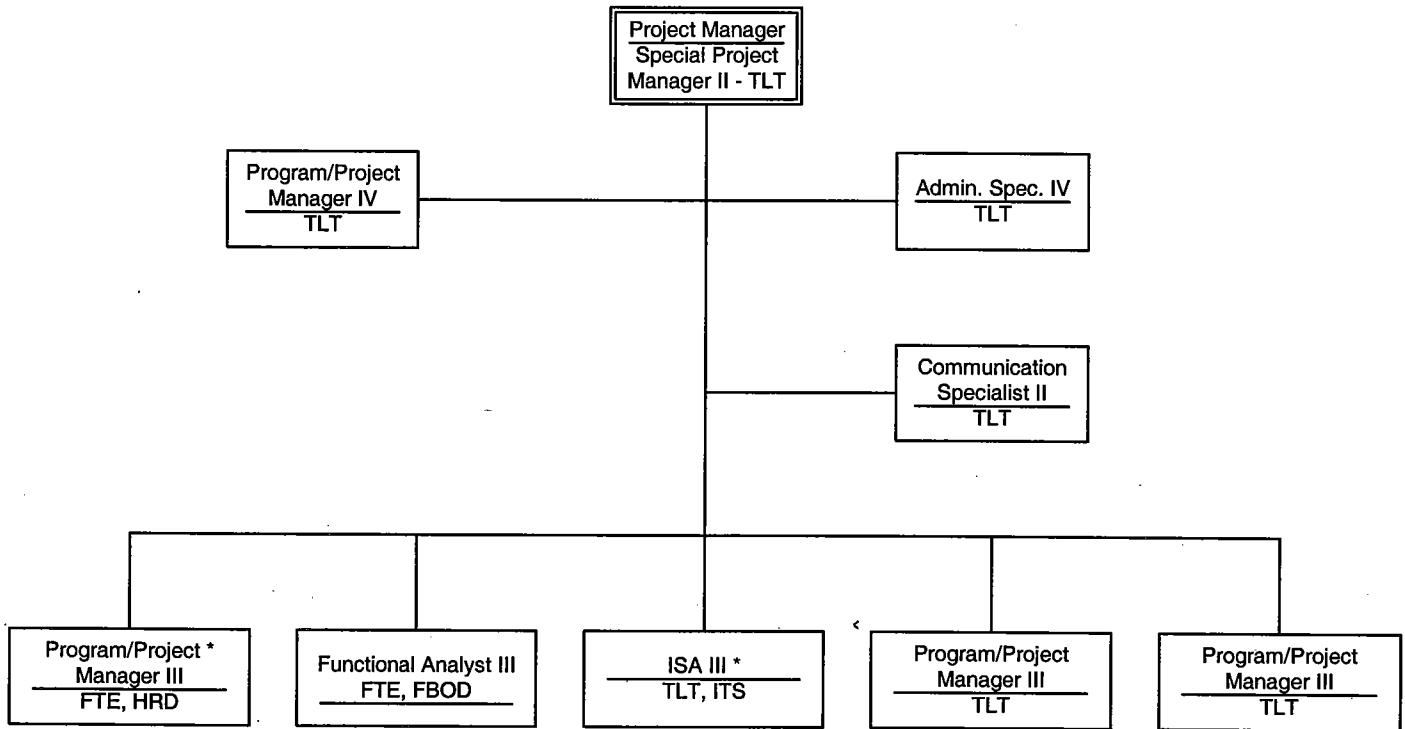 Project Manager
Special Project
Manager II - TLT
Program/Project
Manager IV
TLT
Admin. Spec. IV
TLT
Communication
Specialist II
TLT
Program/Project *
Manager III
FTE, HRD
Functional Analyst III
FTE, FBOD
ISA III *
TLT, ITS
Program/Project
Manager III
TLT
Program/Project
Manager III
TLT